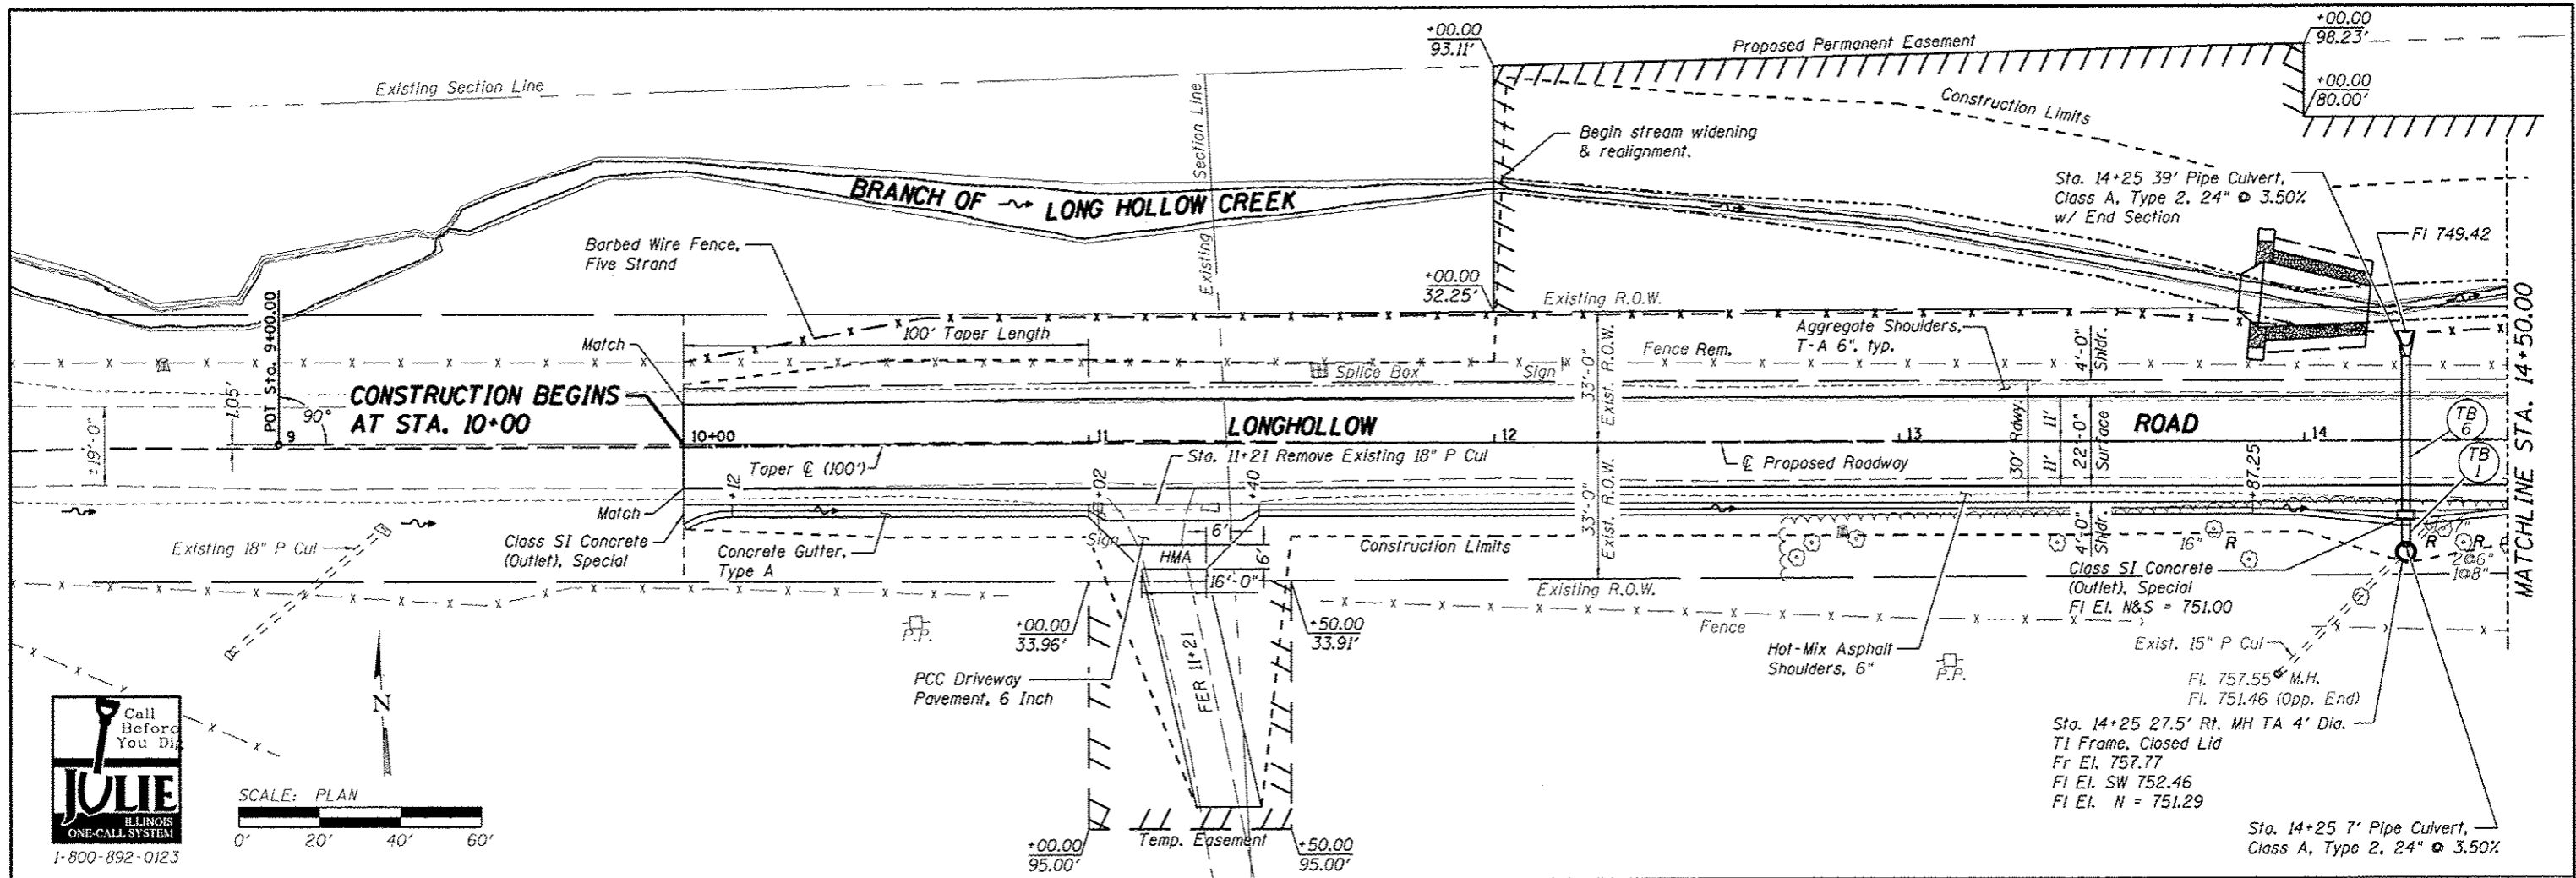 +00.00
93.11'
Proposed Permanent Easement
+00.00
98.23'
+00.00
80.00'
Existing Section Line
Existing Section Line
Construction Limits
Begin stream widening
& realignment.
BRANCH OF LONG HOLLOW CREEK
Sta. 14+25 39' Pipe Culvert,
Class A, Type 2, 24" @ 3.50%
w/ End Section
Fl 749.42
Barbed Wire Fence,
Five Strand
+00.00
32.25'
Existing R.O.W.
100' Taper Length
Aggregate Shoulders,
T-A 6", typ.
Match
Fence Rem.
Splice Box
Sign
POT Sta. 9+00.00
1.05'
90°
9
±19'-0"
CONSTRUCTION BEGINS
AT STA. 10+00
10+00
11
LONGHOLLOW
12
13
ROAD
14
33'-0"
Exist. R.O.W.
33'-0"
Exist. R.O.W.
30' Rdwy.
11'
11'
4'-0"
Shldr.
22'-0"
Surface
4'-0"
Shldr.
TB
6
TB
1
MATCHLINE STA. 14+50.00
Taper ℄ (100')
Sta. 11+21 Remove Existing 18" P Cul
℄ Proposed Roadway
+12
+02
+40
+87.25
Match
Existing 18" P Cul
Class SI Concrete
(Outlet), Special
Concrete Gutter,
Type A
Sign
6'
HMA
6'
16'-0"
Construction Limits
Existing R.O.W.
16"
R
7"
R
2@6"
1@8"
Class SI Concrete
(Outlet), Special
Fl El. N&S = 751.00
P.P.
+00.00
33.96'
+50.00
33.91'
Fence
Hot-Mix Asphalt
Shoulders, 6"
P.P.
Exist. 15" P Cul
Fl. 757.55 M.H.
Fl. 751.46 (Opp. End)
PCC Driveway
Pavement, 6 Inch
FER 11+21
Sta. 14+25 27.5' Rt. MH TA 4' Dia.
T1 Frame, Closed Lid
Fr El. 757.77
Fl El. SW 752.46
Fl El. N = 751.29
N
Call
Before
You Dig
JULIE
ILLINOIS
ONE-CALL SYSTEM
1-800-892-0123
SCALE: PLAN
0' 20' 40' 60'
+00.00
95.00'
Temp. Easement
+50.00
95.00'
Sta. 14+25 7' Pipe Culvert,
Class A, Type 2, 24" @ 3.50%